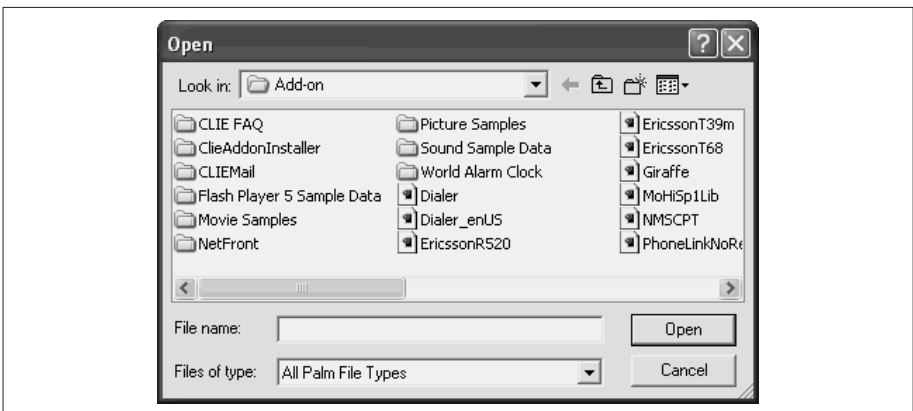 Open
Look in: Add-on
CLIE FAQ
ClieAddonInstaller
CLIEMail
Flash Player 5 Sample Data
Movie Samples
NetFront
Picture Samples
Sound Sample Data
World Alarm Clock
Dialer
Dialer_enUS
EricssonR520
EricssonT39m
EricssonT68
Giraffe
MoHiSp1Lib
NMSCPT
PhoneLinkNoRe
File name:
Open
Files of type: All Palm File Types
Cancel